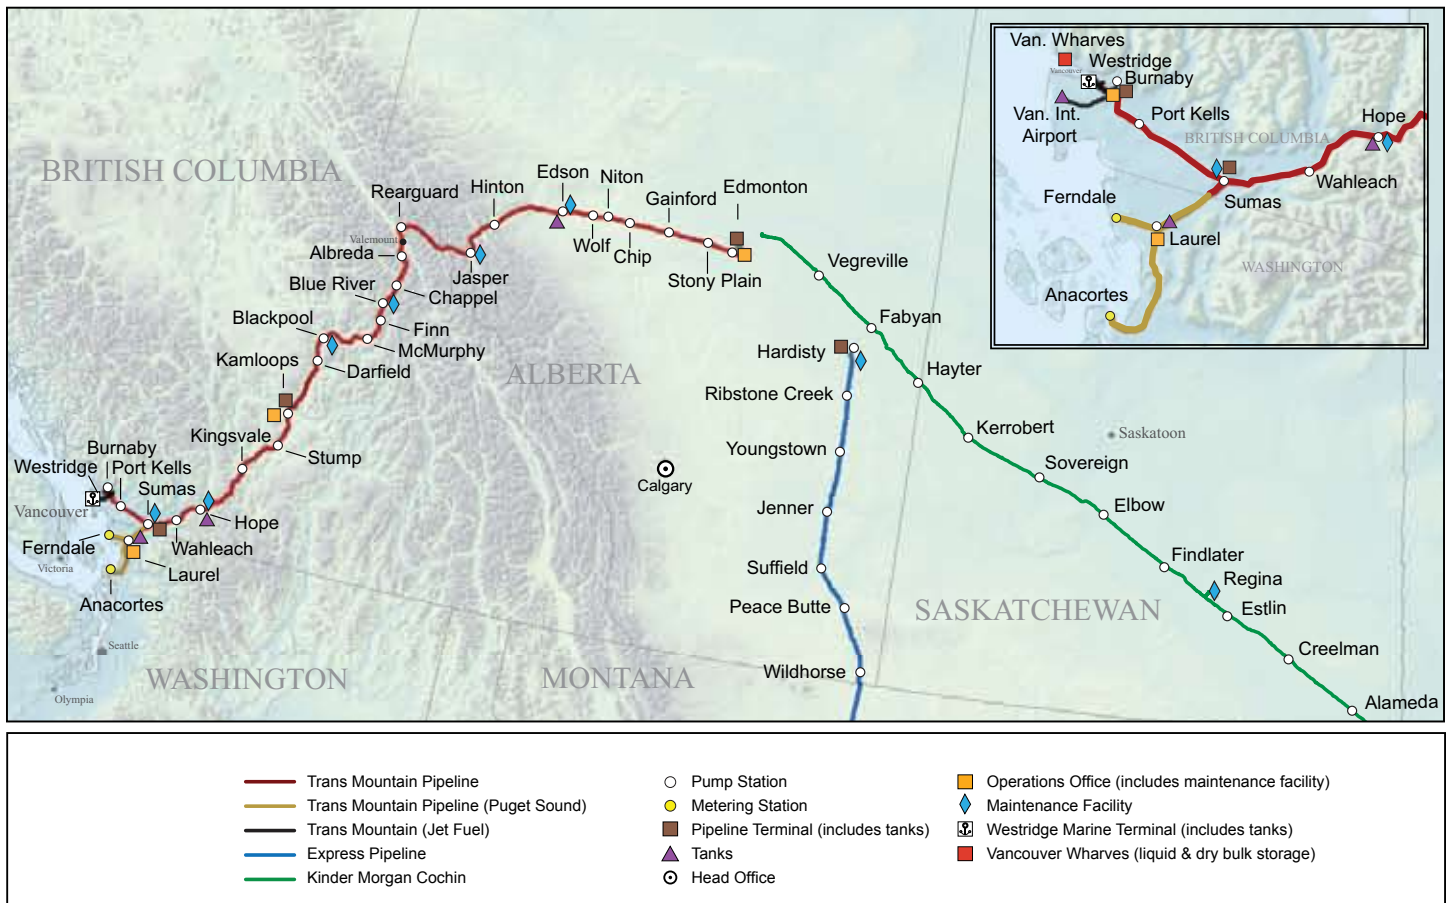 BRITISH COLUMBIA
Rearguard
Hinton
Edson
Niton
Gainford
Edmonton
Valemount
Albreda
Jasper
Wolf
Chip
Stony Plain
Blue River
Chappel
Blackpool
Finn
McMurphy
Kamloops
Darfield
ALBERTA
Kingsvale
Stump
Burnaby
Westridge
Port Kells
Sumas
Vancouver
Hope
Ferndale
Wahleach
Victoria
Laurel
Anacortes
Seattle
Olympia
WASHINGTON
MONTANA
Calgary
Vegreville
Fabyan
Hardisty
Hayter
Ribstone Creek
Kerrobert
Saskatoon
Youngstown
Sovereign
Jenner
Elbow
Suffield
Findlater
Regina
Peace Butte
Estlin
SASKATCHEWAN
Creelman
Wildhorse
Alameda
Van. Wharves
Westridge
Vancouver
Burnaby
Van. Int.
Airport
Port Kells
BRITISH COLUMBIA
Hope
Wahleach
Ferndale
Sumas
Laurel
WASHINGTON
Anacortes
Trans Mountain Pipeline
Trans Mountain Pipeline (Puget Sound)
Trans Mountain (Jet Fuel)
Express Pipeline
Kinder Morgan Cochin
Pump Station
Metering Station
Pipeline Terminal (includes tanks)
Tanks
Head Office
Operations Office (includes maintenance facility)
Maintenance Facility
Westridge Marine Terminal (includes tanks)
Vancouver Wharves (liquid & dry bulk storage)